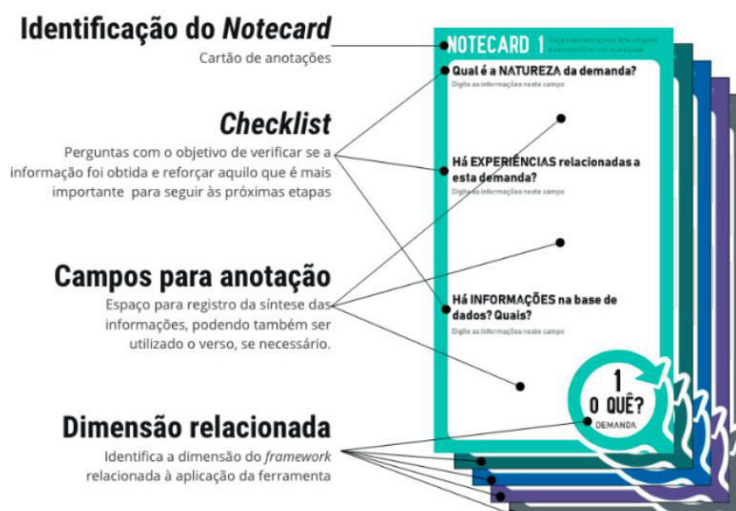 Identificação do Notecard
Cartão de anotações
Checklist
Perguntas com o objetivo de verificar se a
informação foi obtida e reforçar aquilo que é mais
importante para seguir às próximas etapas
Campos para anotação
Espaço para registro da síntese das
informações, podendo também ser
utilizado o verso, se necessário.
Dimensão relacionada
Identifica a dimensão do framework
relacionada à aplicação da ferramenta
NOTECARD 1
Qual é a NATUREZA da demanda?
Digite as informações neste campo
Há EXPERIÊNCIAS relacionadas a
esta demanda?
Digite as informações neste campo
Há INFORMAÇÕES na base de
dados? Quais?
Digite as informações neste campo
1
O QUÊ?
DEMANDA